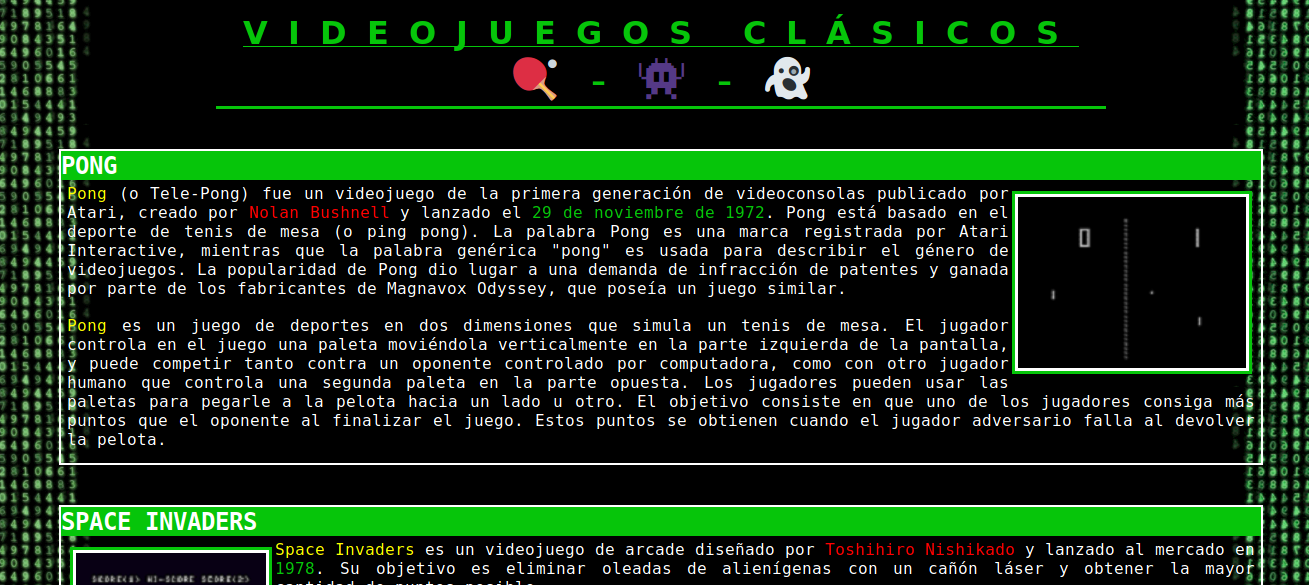 VIDEOJUEGOS CLÁSICOS
PONG
Pong (o Tele-Pong) fue un videojuego de la primera generación de videoconsolas publicado por
Atari, creado por Nolan Bushnell y lanzado el 29 de noviembre de 1972. Pong está basado en el
deporte de tenis de mesa (o ping pong). La palabra Pong es una marca registrada por Atari
Interactive, mientras que la palabra genérica "pong" es usada para describir el género de
videojuegos. La popularidad de Pong dio lugar a una demanda de infracción de patentes y ganada
por parte de los fabricantes de Magnavox Odyssey, que poseía un juego similar.
Pong es un juego de deportes en dos dimensiones que simula un tenis de mesa. El jugador
controla en el juego una paleta moviéndola verticalmente en la parte izquierda de la pantalla,
y puede competir tanto contra un oponente controlado por computadora, como con otro jugador
humano que controla una segunda paleta en la parte opuesta. Los jugadores pueden usar las
paletas para pegarle a la pelota hacia un lado u otro. El objetivo consiste en que uno de los jugadores consiga más
puntos que el oponente al finalizar el juego. Estos puntos se obtienen cuando el jugador adversario falla al devolver
la pelota.
SPACE INVADERS
Space Invaders es un videojuego de arcade diseñado por Toshihiro Nishikado y lanzado al mercado en
1978. Su objetivo es eliminar oleadas de alienígenas con un cañón láser y obtener la mayor
cantidad de puntos posible.
SCORE(1) HI-SCORE SCORE(2)